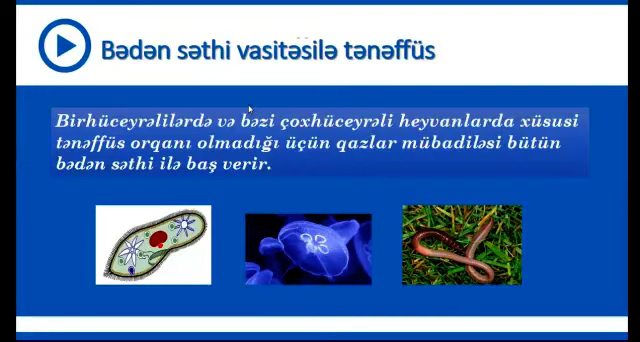 Bədən səthi vasitəsilə tənəffüs
Birhüceyrəlilərdə və bəzi çoxhüceyrəli heyvanlarda xüsusi
tənəffüs orqanı olmadığı üçün qazlar mübadiləsi bütün
bədən səthi ilə baş verir.